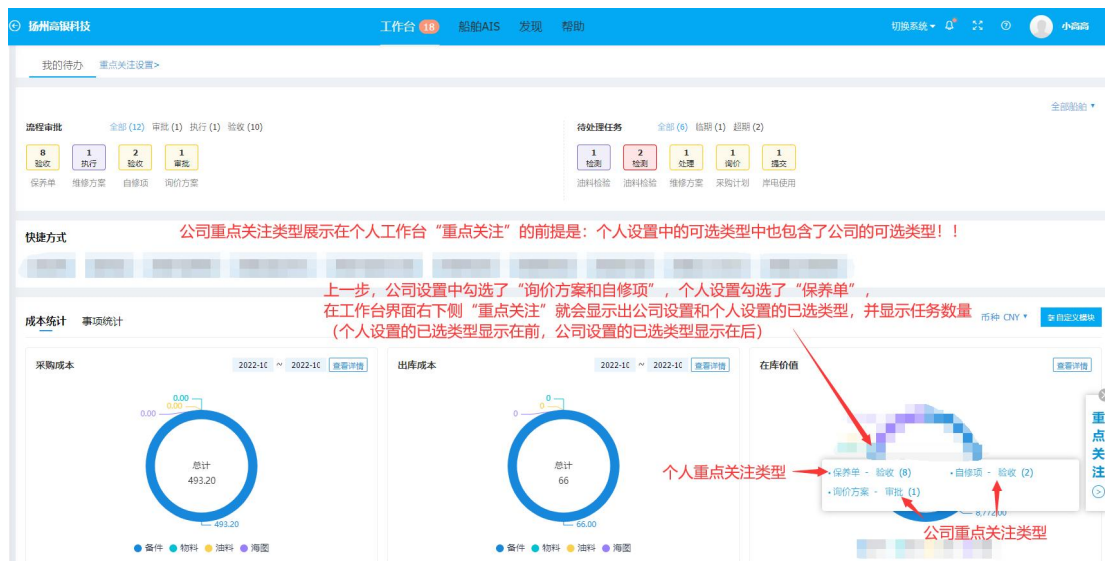 扬州高银科技 工作台 18 船舶AIS 发现 帮助 切换系统 小高高
我的待办 重点关注设置>
全部船舶
流程审批 全部 (12) 审批 (1) 执行 (1) 验收 (10) 待处理任务 全部 (6) 临期 (1) 超期 (2)
8 1 2 1 1 2 1 1 1
验收 执行 验收 审批 检测 检测 处理 询价 提交
保养单 维修方案 自修项 询价方案 油料检验 油料检验 维修方案 采购计划 岸电使用
公司重点关注类型展示在个人工作台“重点关注”的前提是：个人设置中的可选类型中也包含了公司的可选类型！！
快捷方式
上一步，公司设置中勾选了“询价方案和自修项”，个人设置勾选了“保养单”，
在工作台界面右下侧“重点关注”就会显示出公司设置和个人设置的已选类型，并显示任务数量
（个人设置的已选类型显示在前，公司设置的已选类型显示在后）
成本统计 事项统计 币种 CNY 自定义模块
采购成本 2022-10 ~ 2022-10 查看详情 出库成本 2022-10 ~ 2022-10 查看详情 在库价值 查看详情
0.00 0
0.00 0
0.00 0
重点关注
总计 总计
493.20 66
个人重点关注类型 保养单 - 验收 (8) 自修项 - 验收 (2)
询价方案 - 审批 (1)
493.20 66.00 8,772.00
公司重点关注类型
备件 物料 油料 海图 备件 物料 油料 海图